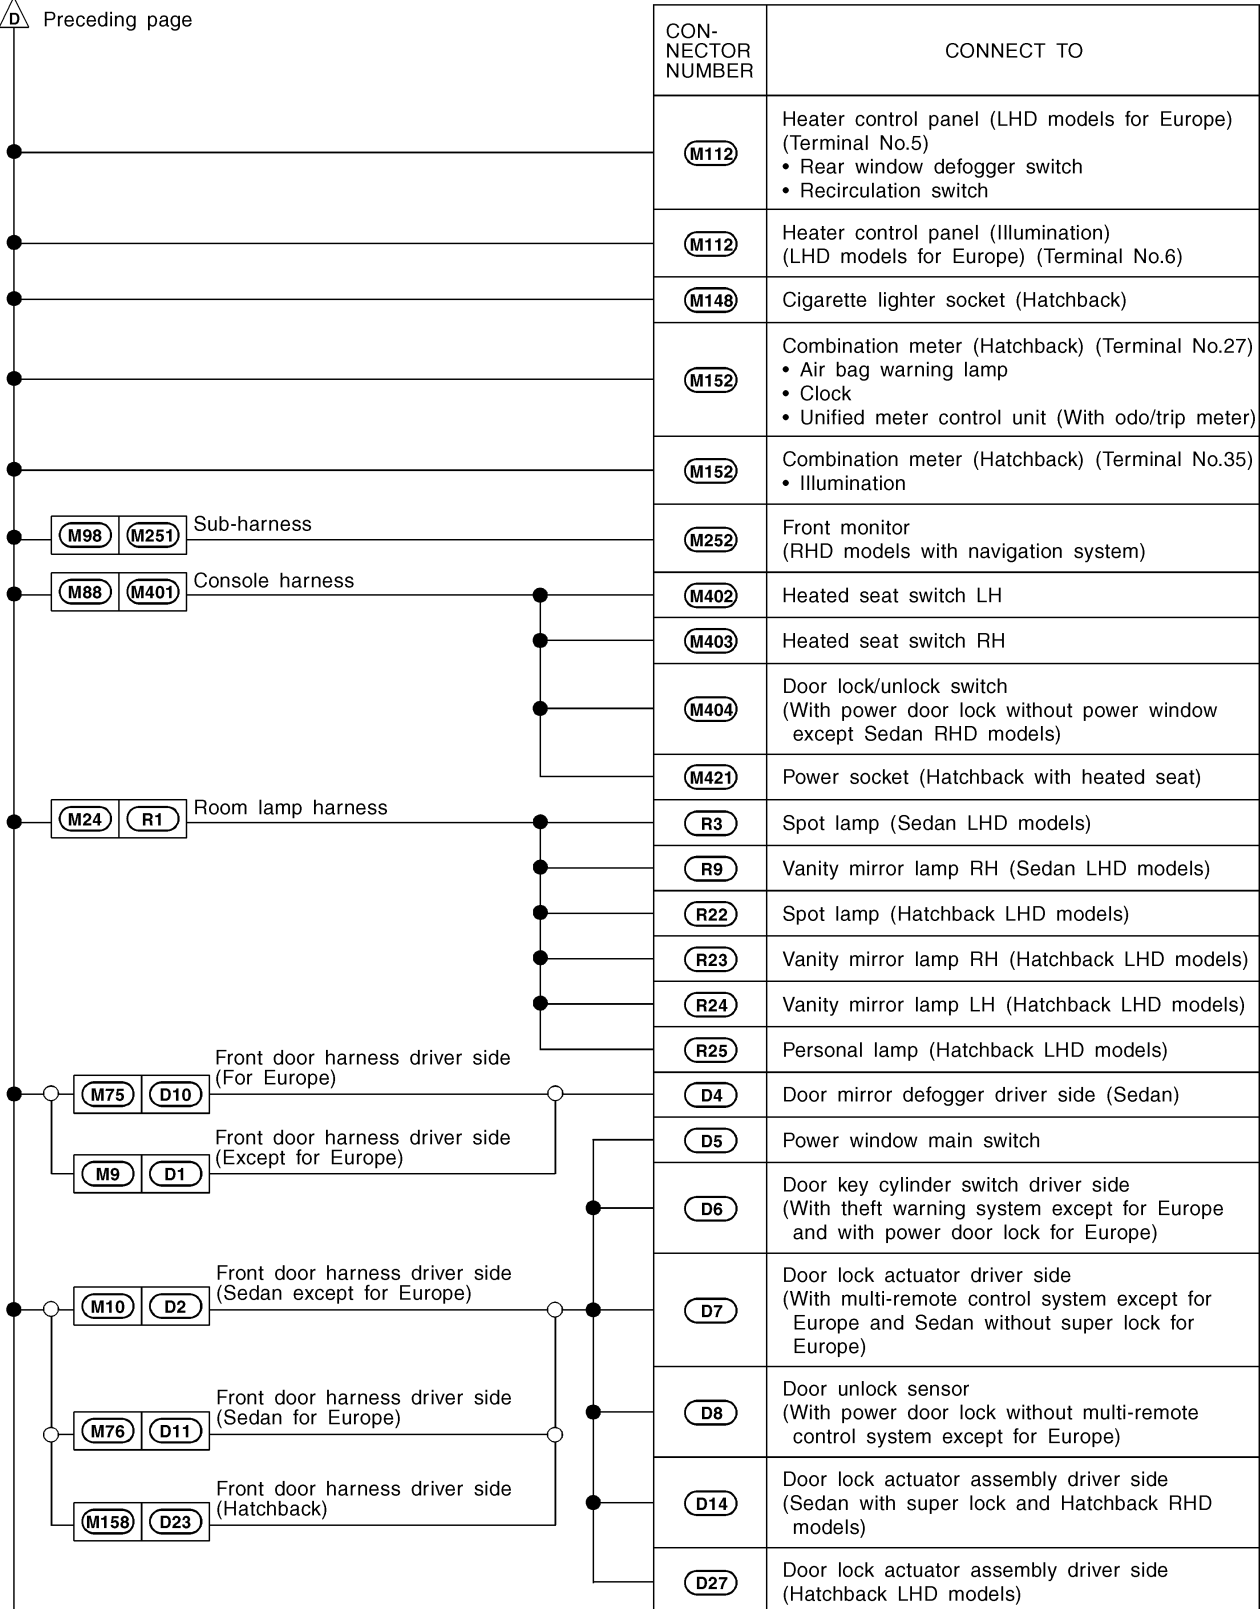 D Preceding page
CON-
NECTOR
NUMBER
CONNECT TO
M112
Heater control panel (LHD models for Europe)
(Terminal No.5)
• Rear window defogger switch
• Recirculation switch
M112
Heater control panel (Illumination)
(LHD models for Europe) (Terminal No.6)
M148
Cigarette lighter socket (Hatchback)
M152
Combination meter (Hatchback) (Terminal No.27)
• Air bag warning lamp
• Clock
• Unified meter control unit (With odo/trip meter)
M152
Combination meter (Hatchback) (Terminal No.35)
• Illumination
M98 M251 Sub-harness
M252
Front monitor
(RHD models with navigation system)
M88 M401 Console harness
M402
Heated seat switch LH
M403
Heated seat switch RH
M404
Door lock/unlock switch
(With power door lock without power window
except Sedan RHD models)
M421
Power socket (Hatchback with heated seat)
M24 R1 Room lamp harness
R3
Spot lamp (Sedan LHD models)
R9
Vanity mirror lamp RH (Sedan LHD models)
R22
Spot lamp (Hatchback LHD models)
R23
Vanity mirror lamp RH (Hatchback LHD models)
R24
Vanity mirror lamp LH (Hatchback LHD models)
R25
Personal lamp (Hatchback LHD models)
Front door harness driver side
(For Europe)
M75 D10
D4
Door mirror defogger driver side (Sedan)
Front door harness driver side
(Except for Europe)
M9 D1
D5
Power window main switch
D6
Door key cylinder switch driver side
(With theft warning system except for Europe
and with power door lock for Europe)
Front door harness driver side
(Sedan except for Europe)
M10 D2
D7
Door lock actuator driver side
(With multi-remote control system except for
Europe and Sedan without super lock for
Europe)
Front door harness driver side
(Sedan for Europe)
M76 D11
D8
Door unlock sensor
(With power door lock without multi-remote
control system except for Europe)
Front door harness driver side
(Hatchback)
M158 D23
D14
Door lock actuator assembly driver side
(Sedan with super lock and Hatchback RHD
models)
D27
Door lock actuator assembly driver side
(Hatchback LHD models)